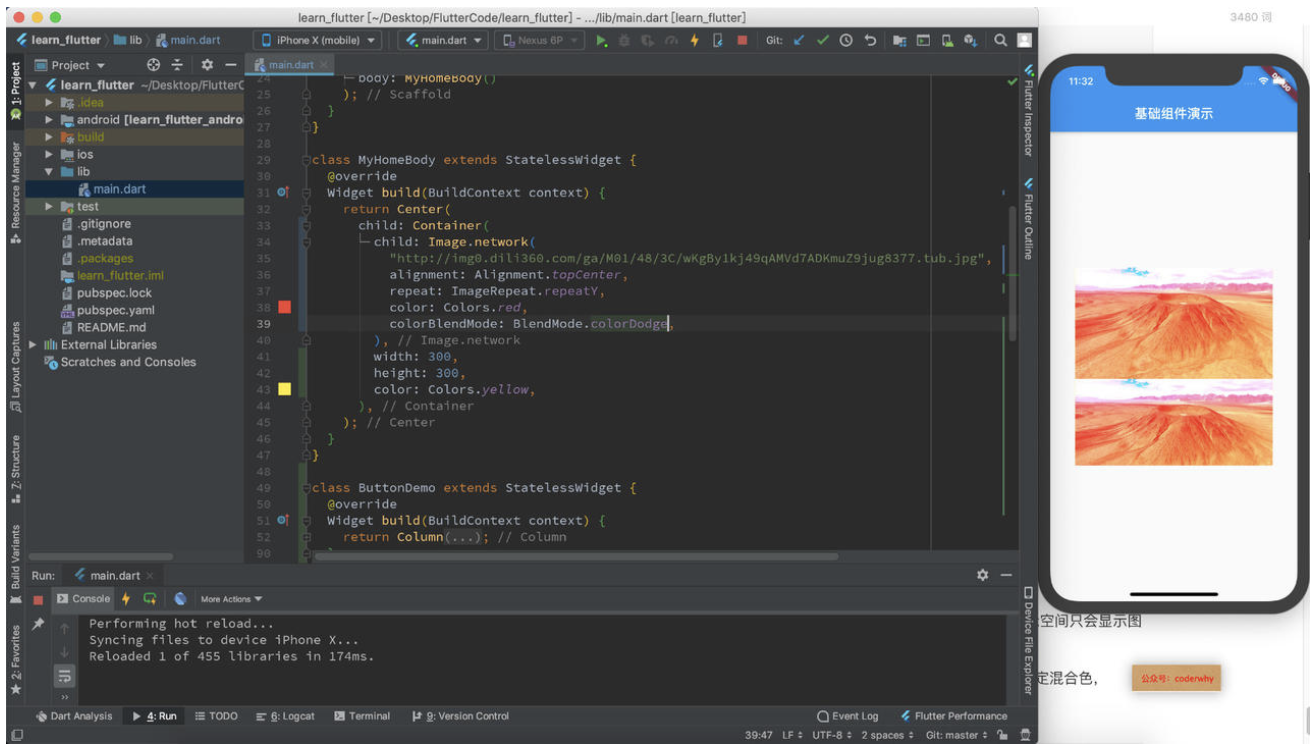 learn_flutter [~/Desktop/FlutterCode/learn_flutter] - .../lib/main.dart [learn_flutter]
3480 词
learn_flutter lib main.dart iPhone X (mobile) main.dart Nexus 6P Git:
1: Project
Resource Manager
Layout Captures
Z: Structure
Build Variants
2: Favorites
Project
learn_flutter ~/Desktop/FlutterC
.idea
android [learn_flutter_andro
build
ios
lib
main.dart
test
.gitignore
.metadata
.packages
learn_flutter.iml
pubspec.lock
pubspec.yaml
README.md
External Libraries
Scratches and Consoles
main.dart
24 body: MyHomeBody()
25 ); // Scaffold
26 }
27 }
28
29 class MyHomeBody extends StatelessWidget {
30 @override
31 Widget build(BuildContext context) {
32 return Center(
33 child: Container(
34 child: Image.network(
35 "http://img0.dili360.com/ga/M01/48/3C/wKgBy1kj49qAMVd7ADKmuZ9jug8377.tub.jpg",
36 alignment: Alignment.topCenter,
37 repeat: ImageRepeat.repeatY,
38 color: Colors.red,
39 colorBlendMode: BlendMode.colorDodge,
40 ), // Image.network
41 width: 300,
42 height: 300,
43 color: Colors.yellow,
44 ), // Container
45 ); // Center
46 }
47 }
48
49 class ButtonDemo extends StatelessWidget {
50 @override
51 Widget build(BuildContext context) {
52 return Column(...); // Column
90 }
Flutter Inspector
Flutter Outline
Device File Explorer
11:32
基础组件演示
Run: main.dart
Console More Actions
Performing hot reload...
Syncing files to device iPhone X...
Reloaded 1 of 455 libraries in 174ms.
空间只会显示图
定混合色，
公众号：coderwhy
Dart Analysis 4: Run TODO 6: Logcat Terminal 9: Version Control Event Log Flutter Performance
39:47 LF UTF-8 2 spaces Git: master